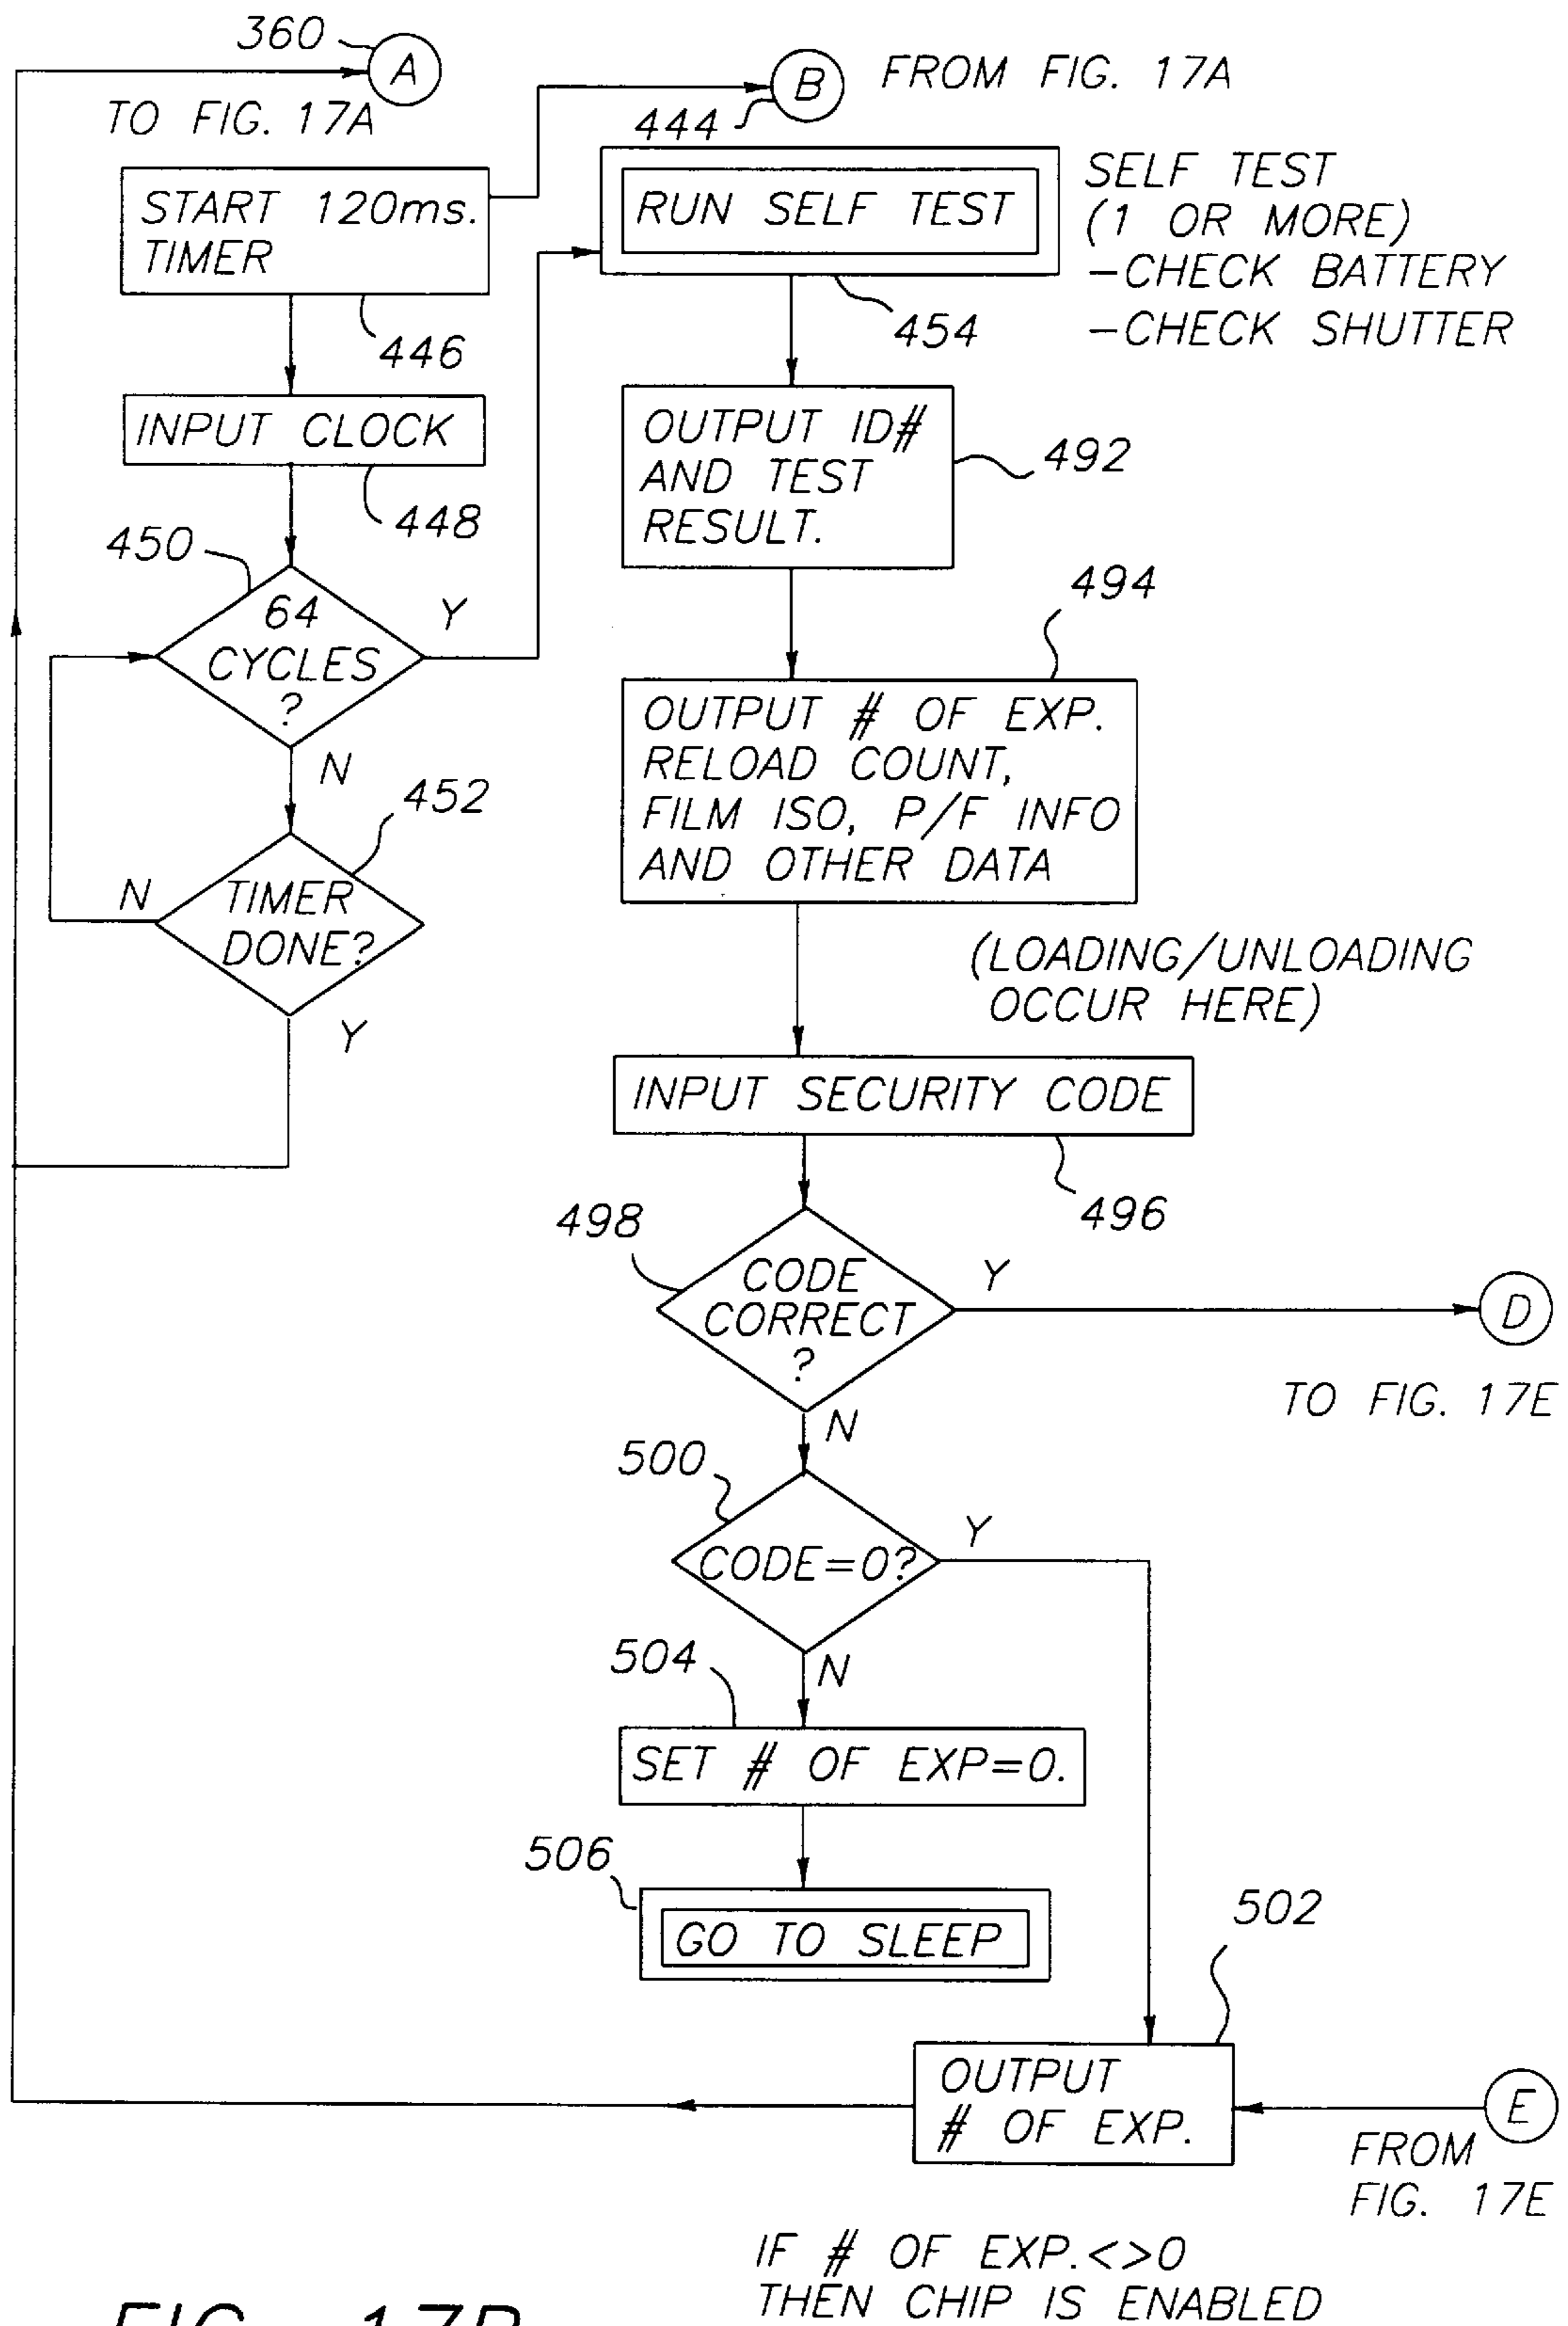 360
A
TO FIG. 17A
B
FROM FIG. 17A
444
START 120ms.
TIMER
446
RUN SELF TEST
454
SELF TEST
(1 OR MORE)
-CHECK BATTERY
-CHECK SHUTTER
INPUT CLOCK
448
OUTPUT ID#
AND TEST
RESULT.
492
450
64
CYCLES
?
Y
N
494
OUTPUT # OF EXP.
RELOAD COUNT,
FILM ISO, P/F INFO
AND OTHER DATA
452
TIMER
DONE?
N
Y
(LOADING/UNLOADING
OCCUR HERE)
INPUT SECURITY CODE
496
498
CODE
CORRECT
?
Y
D
TO FIG. 17E
N
500
CODE=0?
Y
N
504
SET # OF EXP=0.
506
GO TO SLEEP
502
OUTPUT
# OF EXP.
E
FROM
FIG. 17E
IF # OF EXP.<>0
THEN CHIP IS ENABLED
FIG. 17B